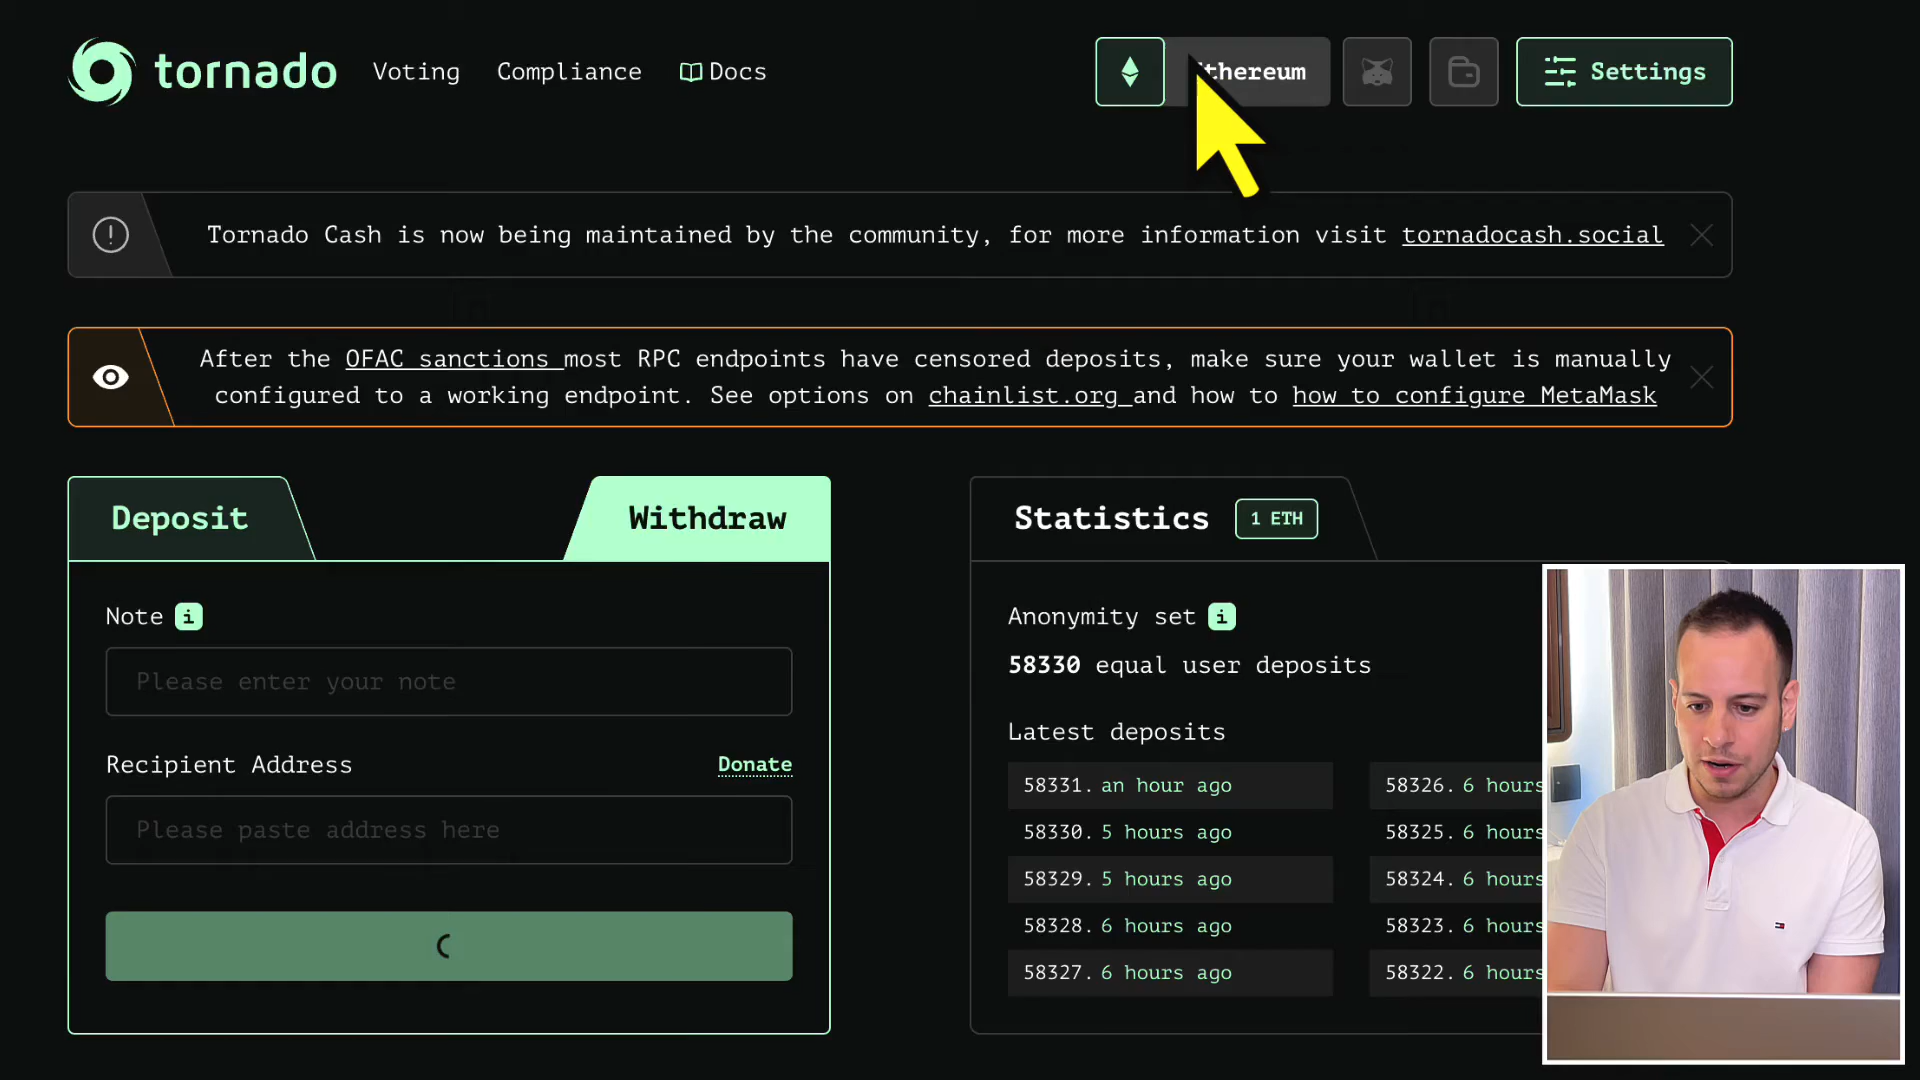 tornado
Voting
Compliance
Docs
thereum
Settings
Tornado Cash is now being maintained by the community, for more information visit tornadocash.social
After the OFAC sanctions most RPC endpoints have censored deposits, make sure your wallet is manually
configured to a working endpoint. See options on chainlist.org and how to how to configure MetaMask
Deposit
Withdraw
Note i
Please enter your note
Recipient Address
Donate
Please paste address here
Statistics
1 ETH
Anonymity set i
58330 equal user deposits
Latest deposits
58331. an hour ago
58330. 5 hours ago
58329. 5 hours ago
58328. 6 hours ago
58327. 6 hours ago
58326. 6 hours
58325. 6 hours
58324. 6 hours
58323. 6 hours
58322. 6 hours